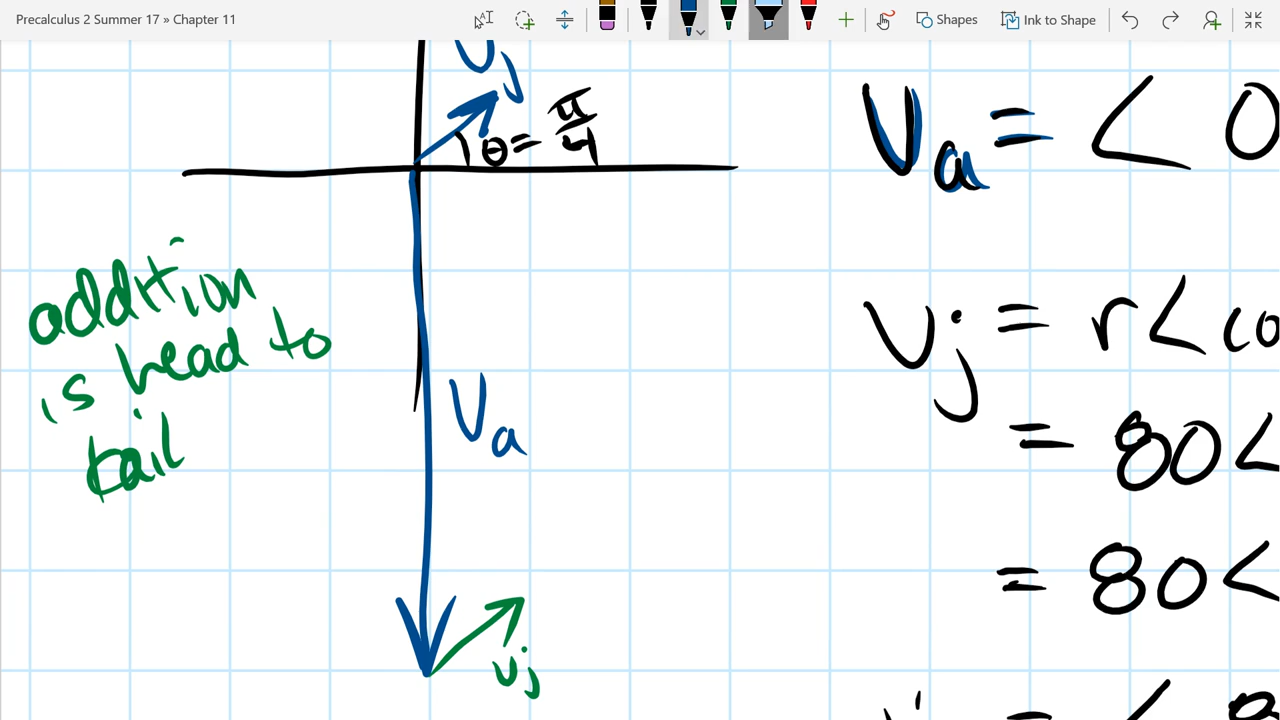 Precalculus 2 Summer 17 » Chapter 11
Shapes
Ink to Shape
Vj
θ = π/4
Va = < 0
addition
is head to
tail
Va
Vj = r< co
= 80<
= 80<
vj